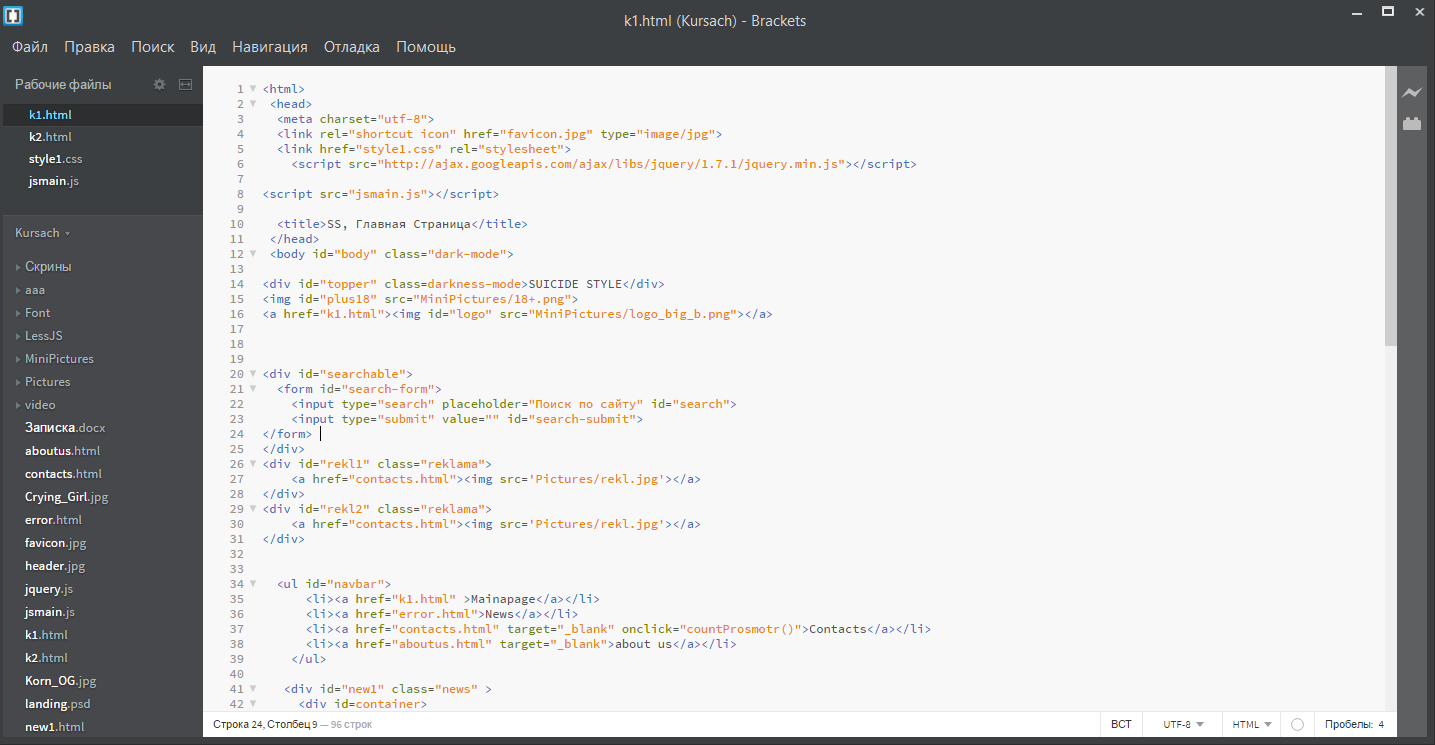 k1.html (Kursach) - Brackets
Файл Правка Поиск Вид Навигация Отладка Помощь
Рабочие файлы
k1.html
k2.html
style1.css
jsmain.js
Kursach
Скрины
aaa
Font
LessJS
MiniPictures
Pictures
video
Записка.docx
aboutus.html
contacts.html
Crying_Girl.jpg
error.html
favicon.jpg
header.jpg
jquery.js
jsmain.js
k1.html
k2.html
Korn_OG.jpg
landing.psd
new1.html
1 <html>
2 <head>
3 <meta charset="utf-8">
4 <link rel="shortcut icon" href="favicon.jpg" type="image/jpg">
5 <link href="style1.css" rel="stylesheet">
6 <script src="http://ajax.googleapis.com/ajax/libs/jquery/1.7.1/jquery.min.js"></script>
7
8 <script src="jsmain.js"></script>
9
10 <title>SS, Главная Страница</title>
11 </head>
12 <body id="body" class="dark-mode">
13
14 <div id="topper" class=darkness-mode>SUICIDE STYLE</div>
15 <img id="plus18" src="MiniPictures/18+.png">
16 <a href="k1.html"><img id="logo" src="MiniPictures/logo_big_b.png"></a>
17
18
19
20 <div id="searchable">
21 <form id="search-form">
22 <input type="search" placeholder="Поиск по сайту" id="search">
23 <input type="submit" value="" id="search-submit">
24 </form>
25 </div>
26 <div id="rekl1" class="reklama">
27 <a href="contacts.html"><img src='Pictures/rekl.jpg'></a>
28 </div>
29 <div id="rekl2" class="reklama">
30 <a href="contacts.html"><img src='Pictures/rekl.jpg'></a>
31 </div>
32
33
34 <ul id="navbar">
35 <li><a href="k1.html" >Mainapage</a></li>
36 <li><a href="error.html">News</a></li>
37 <li><a href="contacts.html" target="_blank" onclick="countProsmotr()">Contacts</a></li>
38 <li><a href="aboutus.html" target="_blank">about us</a></li>
39 </ul>
40
41 <div id="new1" class="news" >
42 <div id=container>
Строка 24, Столбец 9 — 96 строк ВСТ UTF-8 HTML Пробелы: 4